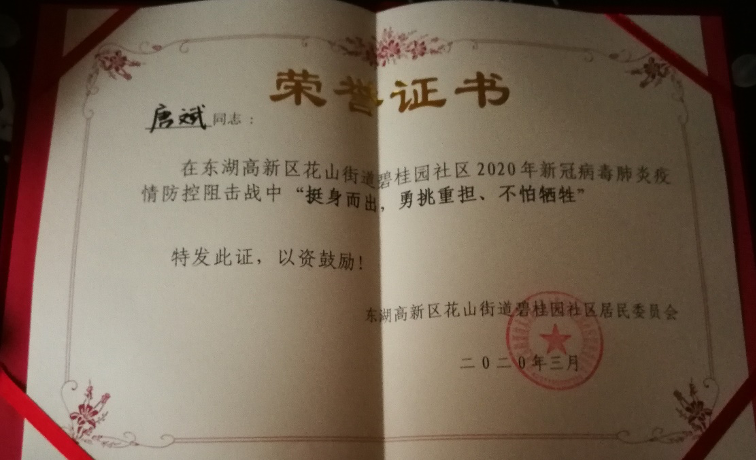 荣誉证书
唐斌同志：
在东湖高新区花山街道碧桂园社区2020年新冠病毒肺炎疫
情防控阻击战中“挺身而出，勇挑重担、不怕牺牲”
特发此证，以资鼓励！
东湖高新区花山街道碧桂园社区居民委员会
二〇二〇年三月